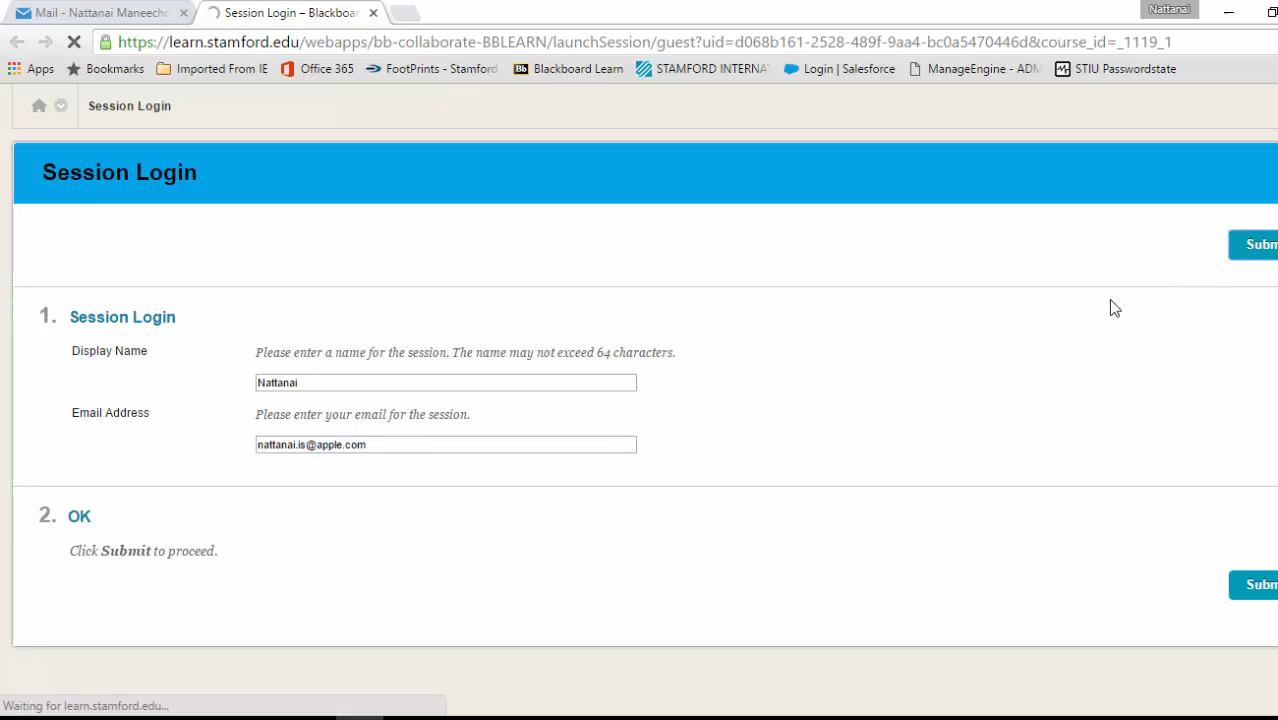 Mail - Nattanai Maneech
Session Login – Blackboa
Nattanai
https://learn.stamford.edu/webapps/bb-collaborate-BBLEARN/launchSession/guest?uid=d068b161-2528-489f-9aa4-bc0a5470446d&course_id=_1119_1
Apps
Bookmarks
Imported From IE
Office 365
FootPrints - Stamford
Bb Blackboard Learn
STAMFORD INTERNAT
Login | Salesforce
ManageEngine - ADM
STIU Passwordstate
Session Login
Session Login
Subm
1. Session Login
Display Name
Please enter a name for the session. The name may not exceed 64 characters.
Nattanai
Email Address
Please enter your email for the session.
nattanai.is@apple.com
2. OK
Click Submit to proceed.
Subm
Waiting for learn.stamford.edu...